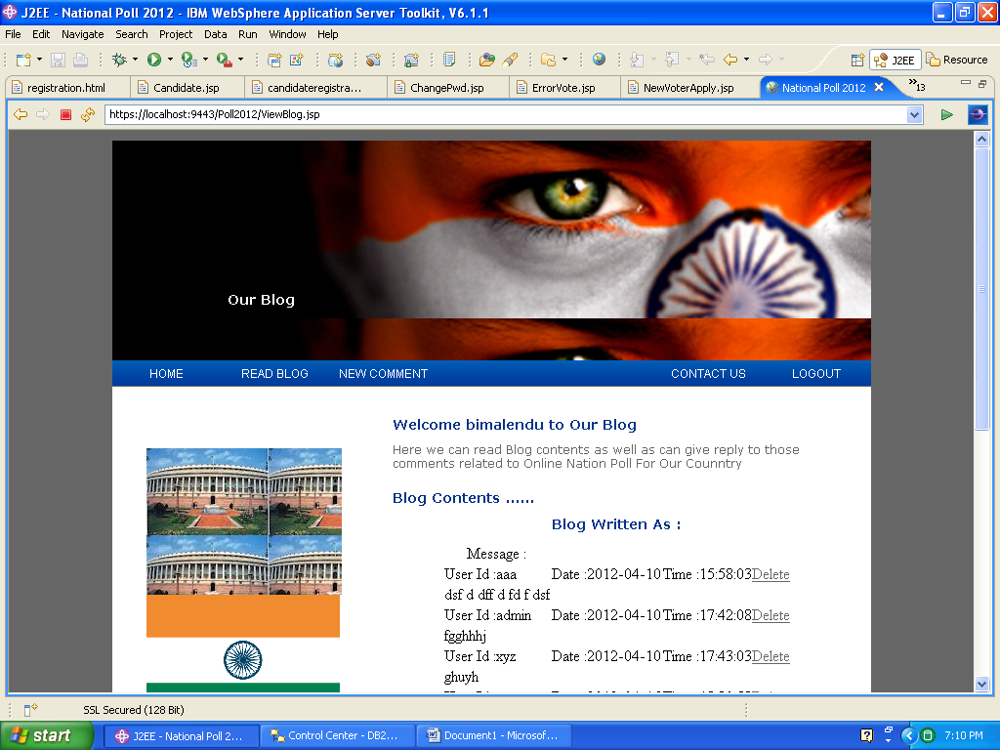 J2EE - National Poll 2012 - IBM WebSphere Application Server Toolkit, V6.1.1
File Edit Navigate Search Project Data Run Window Help
J2EE Resource
registration.html Candidate.jsp candidateregistra... ChangePwd.jsp ErrorVote.jsp NewVoterApply.jsp National Poll 2012 »13
https://localhost:9443/Poll2012/ViewBlog.jsp
Our Blog
HOME READ BLOG NEW COMMENT CONTACT US LOGOUT
Welcome bimalendu to Our Blog
Here we can read Blog contents as well as can give reply to those
comments related to Online Nation Poll For Our Counntry
Blog Contents ......
Blog Written As :
Message :
User Id :aaa Date :2012-04-10 Time :15:58:03 Delete
dsf d dff d fd f dsf
User Id :admin Date :2012-04-10 Time :17:42:08 Delete
fgghhhj
User Id :xyz Date :2012-04-10 Time :17:43:03 Delete
ghuyh
SSL Secured (128 Bit)
start J2EE - National Poll 2... Control Center - DB2... Document1 - Microsof... 7:10 PM